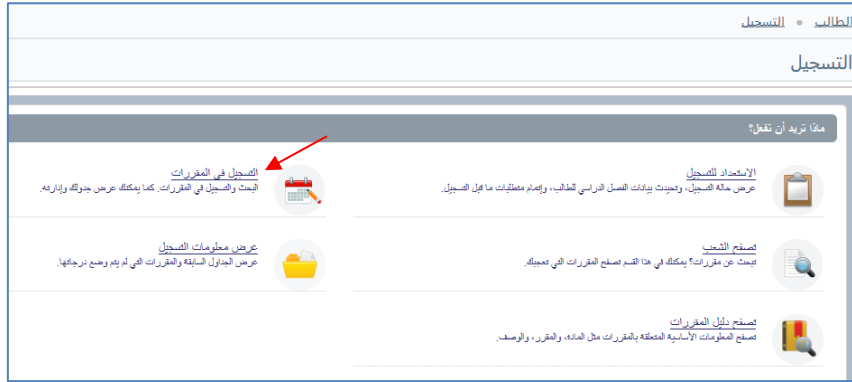 الطالب • التسجيل
التسجيل
ماذا تريد أن تفعل؟
الاستعداد للتسجيل
عرض حالة التسجيل، وتحديث بيانات الفصل الدراسي للطالب، وإتمام متطلبات ما قبل التسجيل.
التسجيل في المقررات
البحث والتسجيل في المقررات. كما يمكنك عرض جدولك وإدارته.
تصفح الشعب
تبحث عن مقررات؟ يمكنك في هذا القسم تصفح المقررات التي تعجبك.
عرض معلومات التسجيل
عرض الجداول السابقة والمقررات التي لم يتم وضع درجاتها.
تصفح دليل المقررات
تصفح المعلومات الأساسية المتعلقة بالمقررات مثل المادة، والمقرر، والوصف.